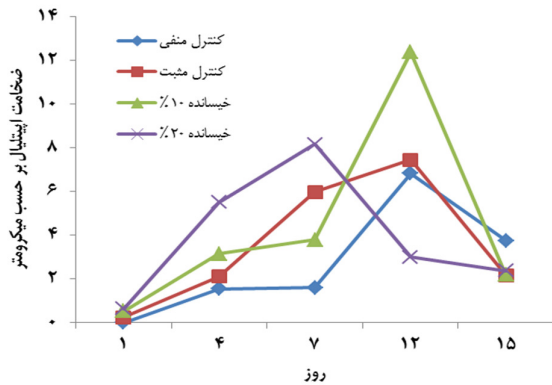 ۱۴
۱۲
۱۰
۸
۶
۴
۲
۰
ضخامت اپیتلیال بر حسب میکرومتر
کنترل منفی
کنترل مثبت
خیسانده ۱۰٪
خیسانده ۲۰٪
۱ ۴ ۷ ۱۲ ۱۵
روز